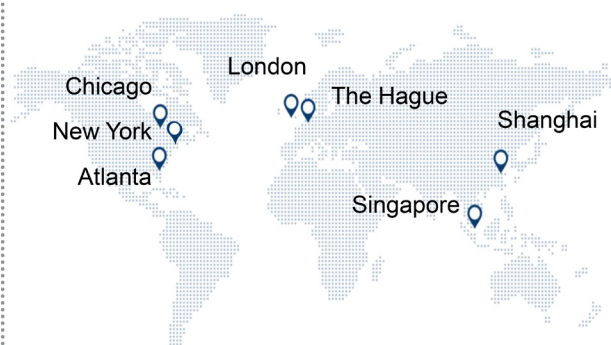 London
Chicago
The Hague
Shanghai
New York
Atlanta
Singapore